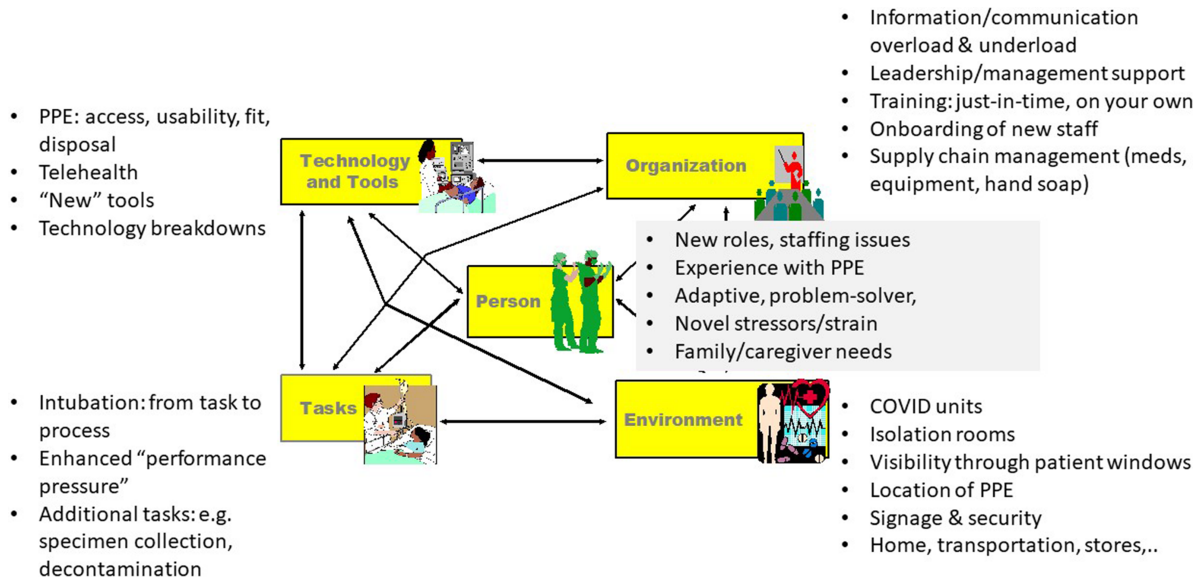 • Information/communication
overload & underload
• Leadership/management support
• Training: just-in-time, on your own
• Onboarding of new staff
• Supply chain management (meds,
equipment, hand soap)
• PPE: access, usability, fit,
disposal
• Telehealth
• “New” tools
• Technology breakdowns
Technology
and Tools
Organization
• New roles, staffing issues
• Experience with PPE
• Adaptive, problem-solver,
• Novel stressors/strain
• Family/caregiver needs
Person
Tasks
Environment
• Intubation: from task to
process
• Enhanced “performance
pressure”
• Additional tasks: e.g.
specimen collection,
decontamination
• COVID units
• Isolation rooms
• Visibility through patient windows
• Location of PPE
• Signage & security
• Home, transportation, stores,..